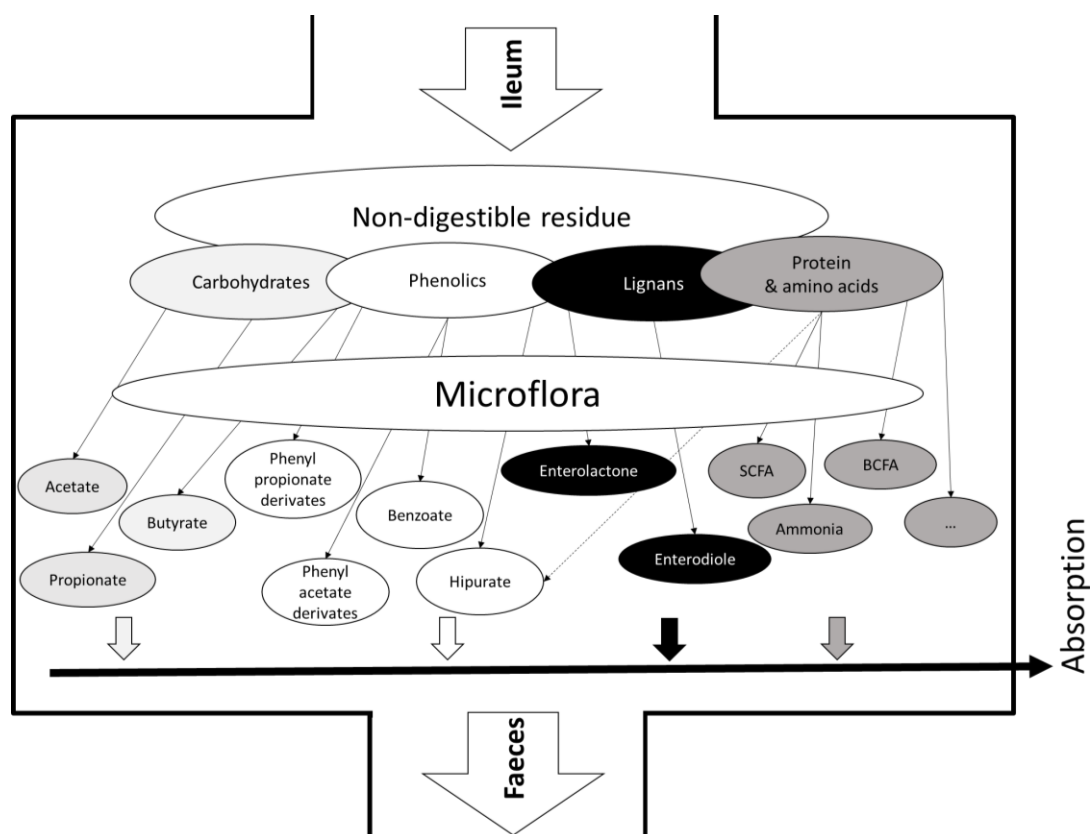 Ileum
Non-digestible residue
Carbohydrates
Phenolics
Lignans
Protein
& amino acids
Microflora
Acetate
Butyrate
Propionate
Phenyl
propionate
derivates
Phenyl
acetate
derivates
Benzoate
Hipurate
Enterolactone
Enterodiole
SCFA
BCFA
Ammonia
...
Absorption
Faeces